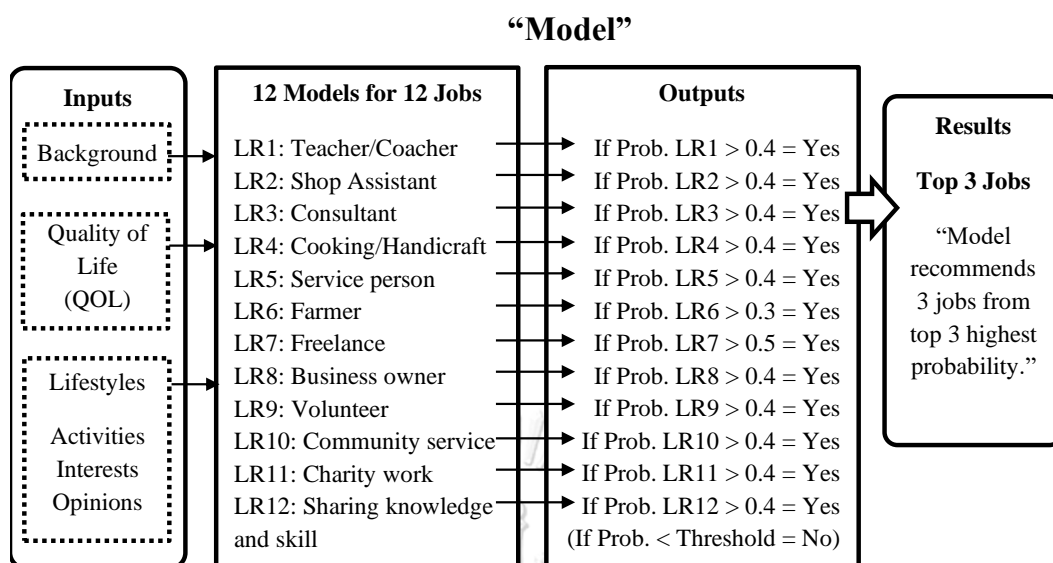 “Model”
Inputs
Background
Quality of
Life
(QOL)
Lifestyles
Activities
Interests
Opinions
12 Models for 12 Jobs
LR1: Teacher/Coacher
LR2: Shop Assistant
LR3: Consultant
LR4: Cooking/Handicraft
LR5: Service person
LR6: Farmer
LR7: Freelance
LR8: Business owner
LR9: Volunteer
LR10: Community service
LR11: Charity work
LR12: Sharing knowledge
and skill
Outputs
If Prob. LR1 > 0.4 = Yes
If Prob. LR2 > 0.4 = Yes
If Prob. LR3 > 0.4 = Yes
If Prob. LR4 > 0.4 = Yes
If Prob. LR5 > 0.4 = Yes
If Prob. LR6 > 0.3 = Yes
If Prob. LR7 > 0.5 = Yes
If Prob. LR8 > 0.4 = Yes
If Prob. LR9 > 0.4 = Yes
If Prob. LR10 > 0.4 = Yes
If Prob. LR11 > 0.4 = Yes
If Prob. LR12 > 0.4 = Yes
(If Prob. < Threshold = No)
Results
Top 3 Jobs
“Model
recommends
3 jobs from
top 3 highest
probability.”